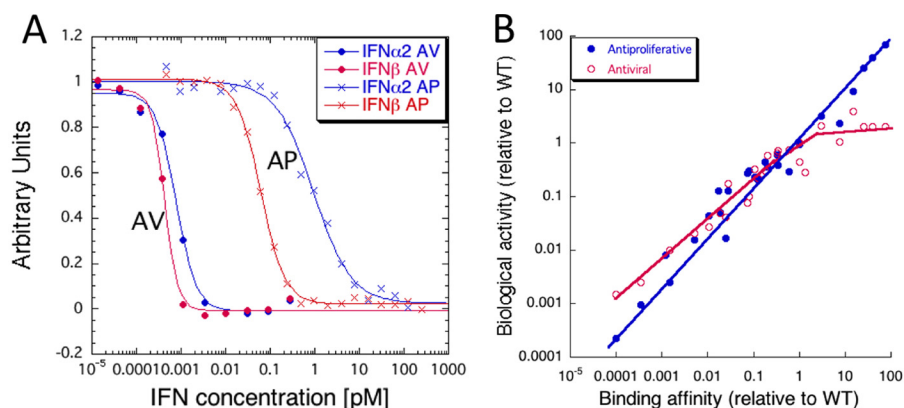 A
Arbitrary Units
1.2
1
0.8
0.6
0.4
0.2
0
-0.2
IFNα2 AV
IFNβ AV
IFNα2 AP
IFNβ AP
AV
AP
10⁻⁵ 0.0001 0.001 0.01 0.1 1 10 100 1000
IFN concentration [pM]
B
Biological activity (relative to WT)
100
10
1
0.1
0.01
0.001
0.0001
Antiproliferative
Antiviral
10⁻⁵ 0.0001 0.001 0.01 0.1 1 10 100
Binding affinity (relative to WT)